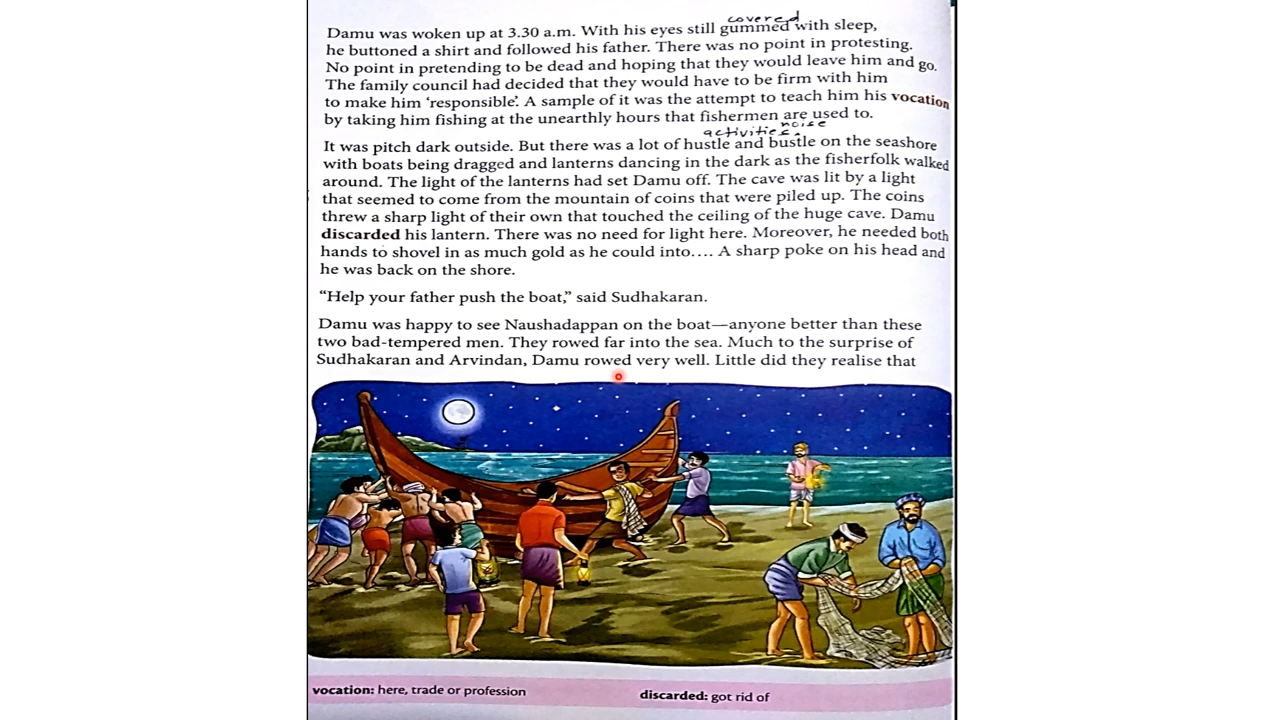 covered
Damu was woken up at 3.30 a.m. With his eyes still gummed with sleep,
he buttoned a shirt and followed his father. There was no point in protesting.
No point in pretending to be dead and hoping that they would leave him and go.
The family council had decided that they would have to be firm with him
to make him ‘responsible’. A sample of it was the attempt to teach him his vocation
by taking him fishing at the unearthly hours that fishermen are used to.
activities. noise
It was pitch dark outside. But there was a lot of hustle and bustle on the seashore
with boats being dragged and lanterns dancing in the dark as the fisherfolk walked
around. The light of the lanterns had set Damu off. The cave was lit by a light
that seemed to come from the mountain of coins that were piled up. The coins
threw a sharp light of their own that touched the ceiling of the huge cave. Damu
discarded his lantern. There was no need for light here. Moreover, he needed both
hands to shovel in as much gold as he could into.... A sharp poke on his head and
he was back on the shore.
“Help your father push the boat,” said Sudhakaran.
Damu was happy to see Naushadappan on the boat—anyone better than these
two bad-tempered men. They rowed far into the sea. Much to the surprise of
Sudhakaran and Arvindan, Damu rowed very well. Little did they realise that
vocation: here, trade or profession
discarded: got rid of